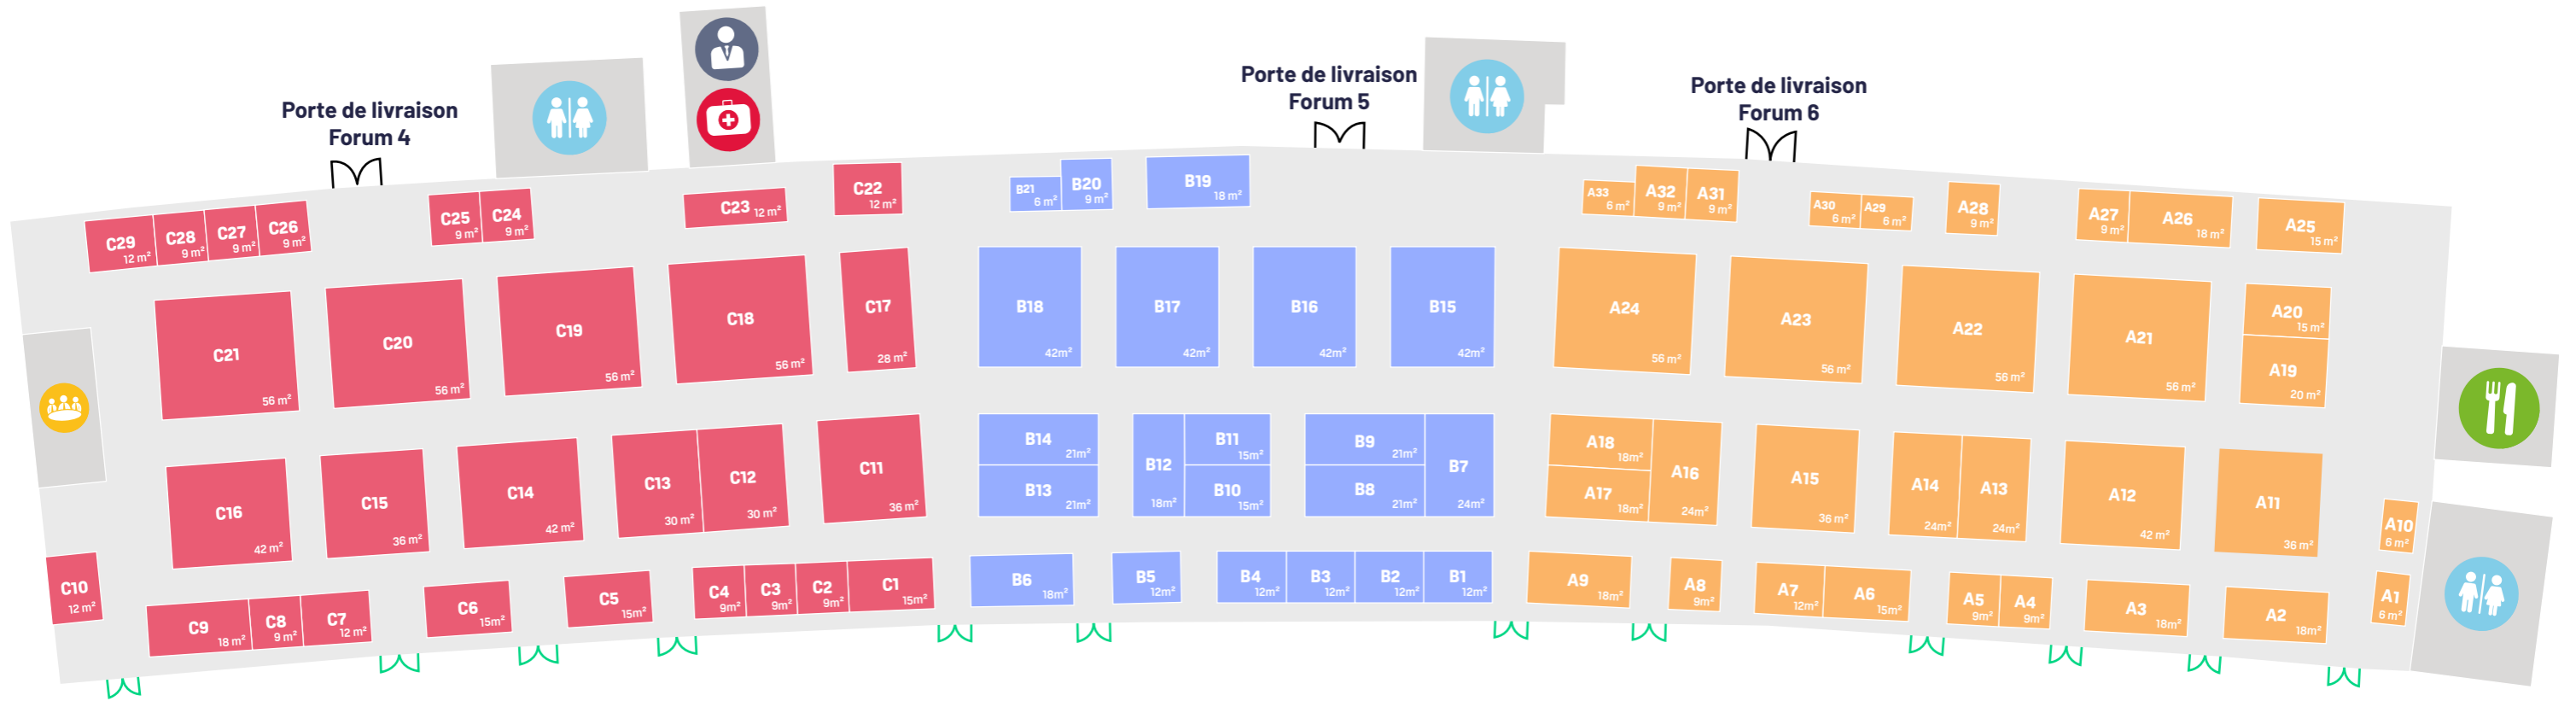 Porte de livraison
Forum 4
Porte de livraison
Forum 5
Porte de livraison
Forum 6
C29
12 m²
C28
9 m²
C27
9 m²
C26
9 m²
C25
9 m²
C24
9 m²
C23 12 m²
C22
12 m²
B21
6 m²
B20
9 m²
B19
18 m²
A33
6 m²
A32
9 m²
A31
9 m²
A30
6 m²
A29
6 m²
A28
9 m²
A27
9 m²
A26
18 m²
A25
15 m²
C21
56 m²
C20
56 m²
C19
56 m²
C18
56 m²
C17
28 m²
B18
42m²
B17
42m²
B16
42m²
B15
42m²
A24
56 m²
A23
56 m²
A22
56 m²
A21
56 m²
A20
15 m²
A19
20 m²
C16
42 m²
C15
36 m²
C14
42 m²
C13
30 m²
C12
30 m²
C11
36 m²
B14
21m²
B13
21m²
B12
18m²
B11
15m²
B10
15m²
B9
21m²
B8
21m²
B7
24m²
A18
18m²
A17
18m²
A16
24m²
A15
36 m²
A14
24m²
A13
24m²
A12
42 m²
A11
36 m²
A10
6 m²
C10
12 m²
C9
18 m²
C8
9 m²
C7
12 m²
C6
15m²
C5
15m²
C4
9m²
C3
9m²
C2
9m²
C1
15m²
B6
18m²
B5
12m²
B4
12m²
B3
12m²
B2
12m²
B1
12m²
A9
18m²
A8
9m²
A7
12m²
A6
15m²
A5
9m²
A4
9m²
A3
18m²
A2
18m²
A1
6 m²